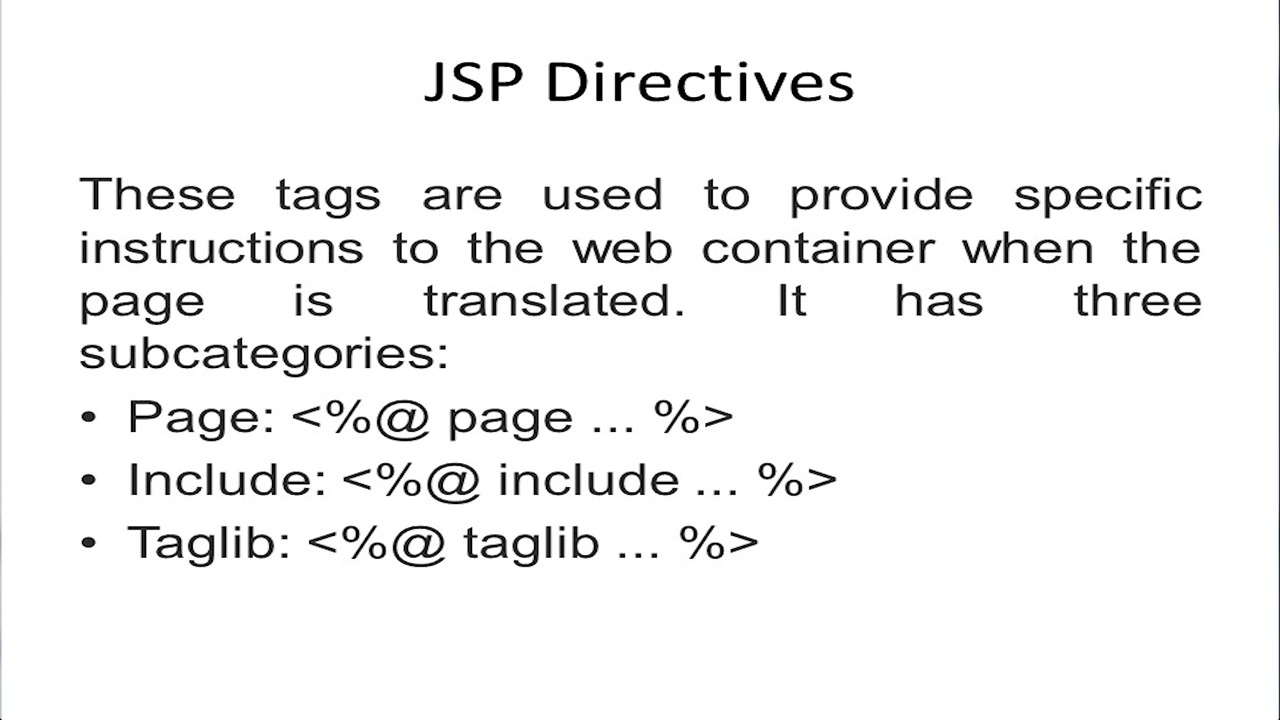 JSP Directives
These tags are used to provide specific
instructions to the web container when the
page is translated. It has three
subcategories:
• Page: <%@ page ... %>
• Include: <%@ include ... %>
• Taglib: <%@ taglib ... %>